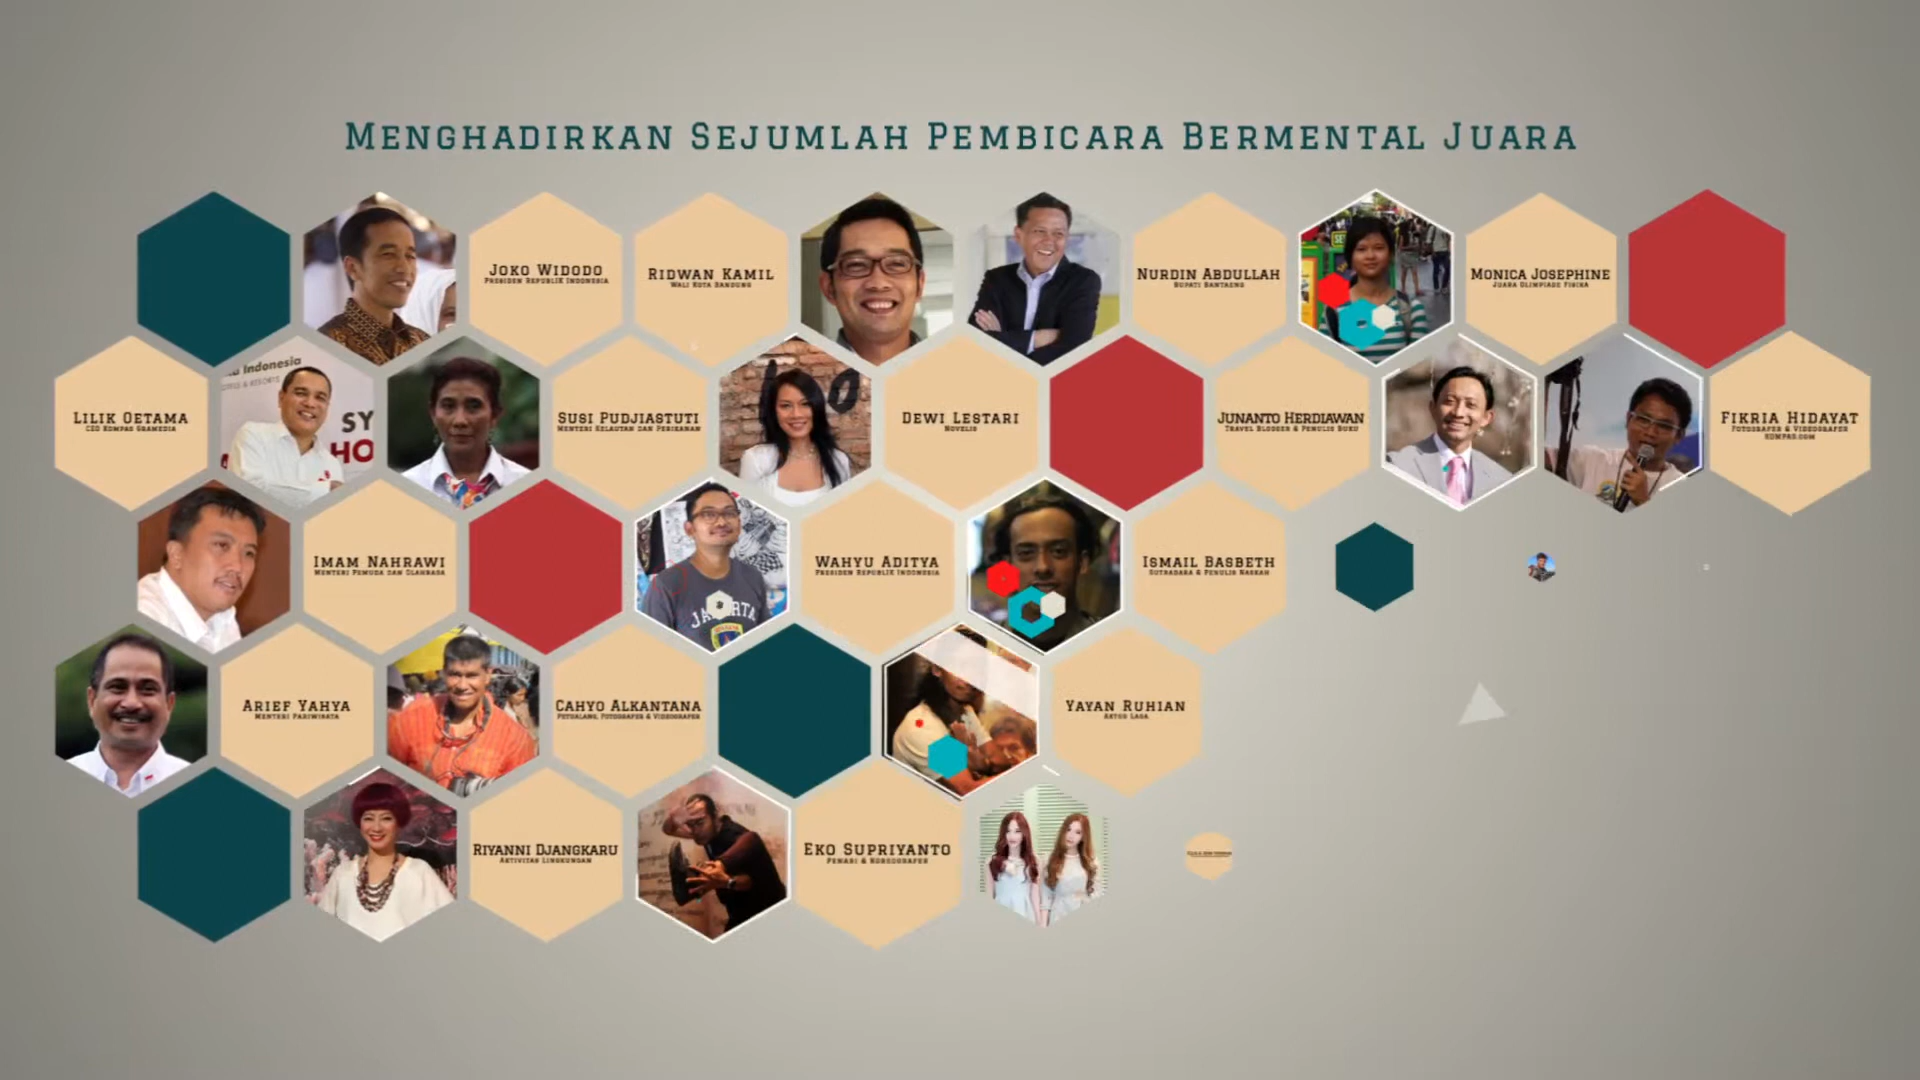 Menghadirkan Sejumlah Pembicara Bermental Juara
Joko Widodo
Presiden Republik Indonesia
Ridwan Kamil
Wali Kota Bandung
Nurdin Abdullah
Bupati Bantaeng
Monica Josephine
Juara Olimpiade Fisika
Lilik Oetama
CEO Kompas Gramedia
Indonesia
& RESORTS
SY
HO
Susi Pudjiastuti
Menteri Kelautan dan Perikanan
Dewi Lestari
Novelis
Junanto Herdiawan
Travel Blogger & Penulis Buku
Fikria Hidayat
Fotografer & Videografer
Kompas.com
Imam Nahrawi
Menteri Pemuda dan Olahraga
Wahyu Aditya
Presiden Republik Indonesia
Ismail Basbeth
Sutradara & Penulis Naskah
Arief Yahya
Menteri Pariwisata
Cahyo Alkantana
Petualang, Fotografer & Videografer
Yayan Ruhian
Aktor Laga
Riyanni Djangkaru
Aktivitas Lingkungan
Eko Supriyanto
Penari & Koreografer